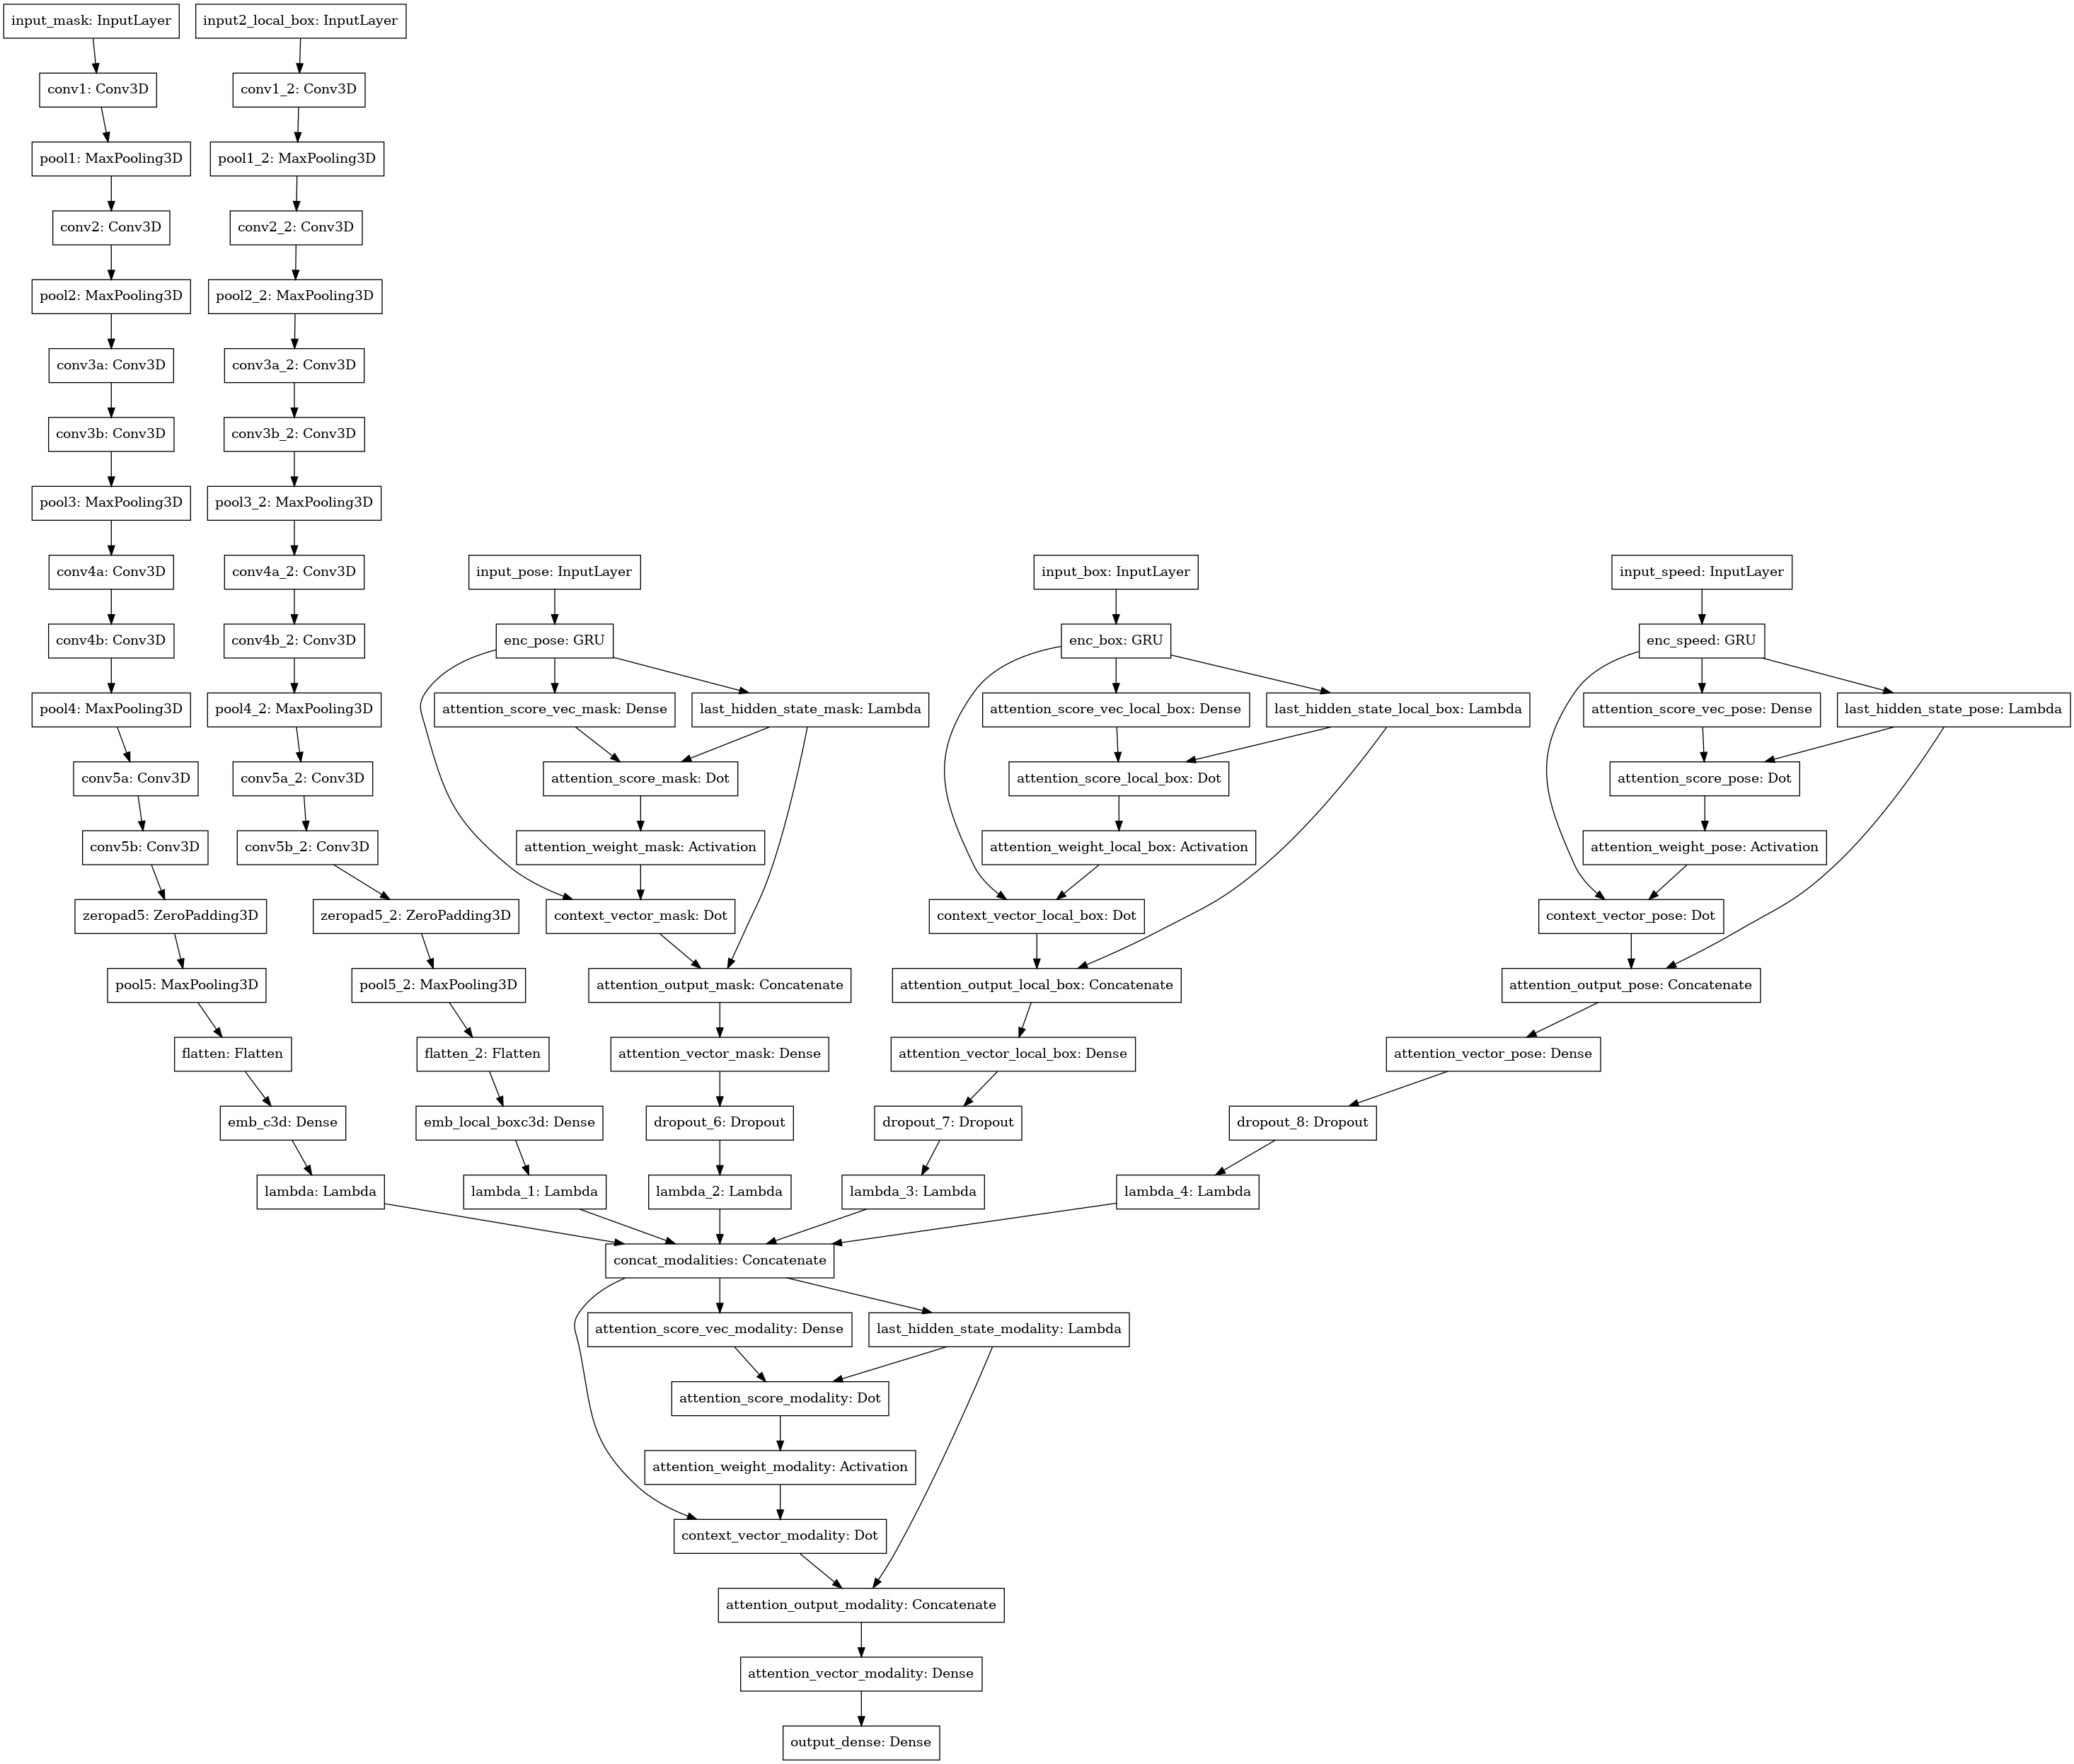 input_mask: InputLayer
input2_local_box: InputLayer
conv1: Conv3D
conv1_2: Conv3D
pool1: MaxPooling3D
pool1_2: MaxPooling3D
conv2: Conv3D
conv2_2: Conv3D
pool2: MaxPooling3D
pool2_2: MaxPooling3D
conv3a: Conv3D
conv3a_2: Conv3D
conv3b: Conv3D
conv3b_2: Conv3D
pool3: MaxPooling3D
pool3_2: MaxPooling3D
conv4a: Conv3D
conv4a_2: Conv3D
input_pose: InputLayer
input_box: InputLayer
input_speed: InputLayer
conv4b: Conv3D
conv4b_2: Conv3D
enc_pose: GRU
enc_box: GRU
enc_speed: GRU
pool4: MaxPooling3D
pool4_2: MaxPooling3D
attention_score_vec_mask: Dense
last_hidden_state_mask: Lambda
attention_score_vec_local_box: Dense
last_hidden_state_local_box: Lambda
attention_score_vec_pose: Dense
last_hidden_state_pose: Lambda
conv5a: Conv3D
conv5a_2: Conv3D
attention_score_mask: Dot
attention_score_local_box: Dot
attention_score_pose: Dot
conv5b: Conv3D
conv5b_2: Conv3D
attention_weight_mask: Activation
attention_weight_local_box: Activation
attention_weight_pose: Activation
zeropad5: ZeroPadding3D
zeropad5_2: ZeroPadding3D
context_vector_mask: Dot
context_vector_local_box: Dot
context_vector_pose: Dot
pool5: MaxPooling3D
pool5_2: MaxPooling3D
attention_output_mask: Concatenate
attention_output_local_box: Concatenate
attention_output_pose: Concatenate
flatten: Flatten
flatten_2: Flatten
attention_vector_mask: Dense
attention_vector_local_box: Dense
attention_vector_pose: Dense
emb_c3d: Dense
emb_local_boxc3d: Dense
dropout_6: Dropout
dropout_7: Dropout
dropout_8: Dropout
lambda: Lambda
lambda_1: Lambda
lambda_2: Lambda
lambda_3: Lambda
lambda_4: Lambda
concat_modalities: Concatenate
attention_score_vec_modality: Dense
last_hidden_state_modality: Lambda
attention_score_modality: Dot
attention_weight_modality: Activation
context_vector_modality: Dot
attention_output_modality: Concatenate
attention_vector_modality: Dense
output_dense: Dense